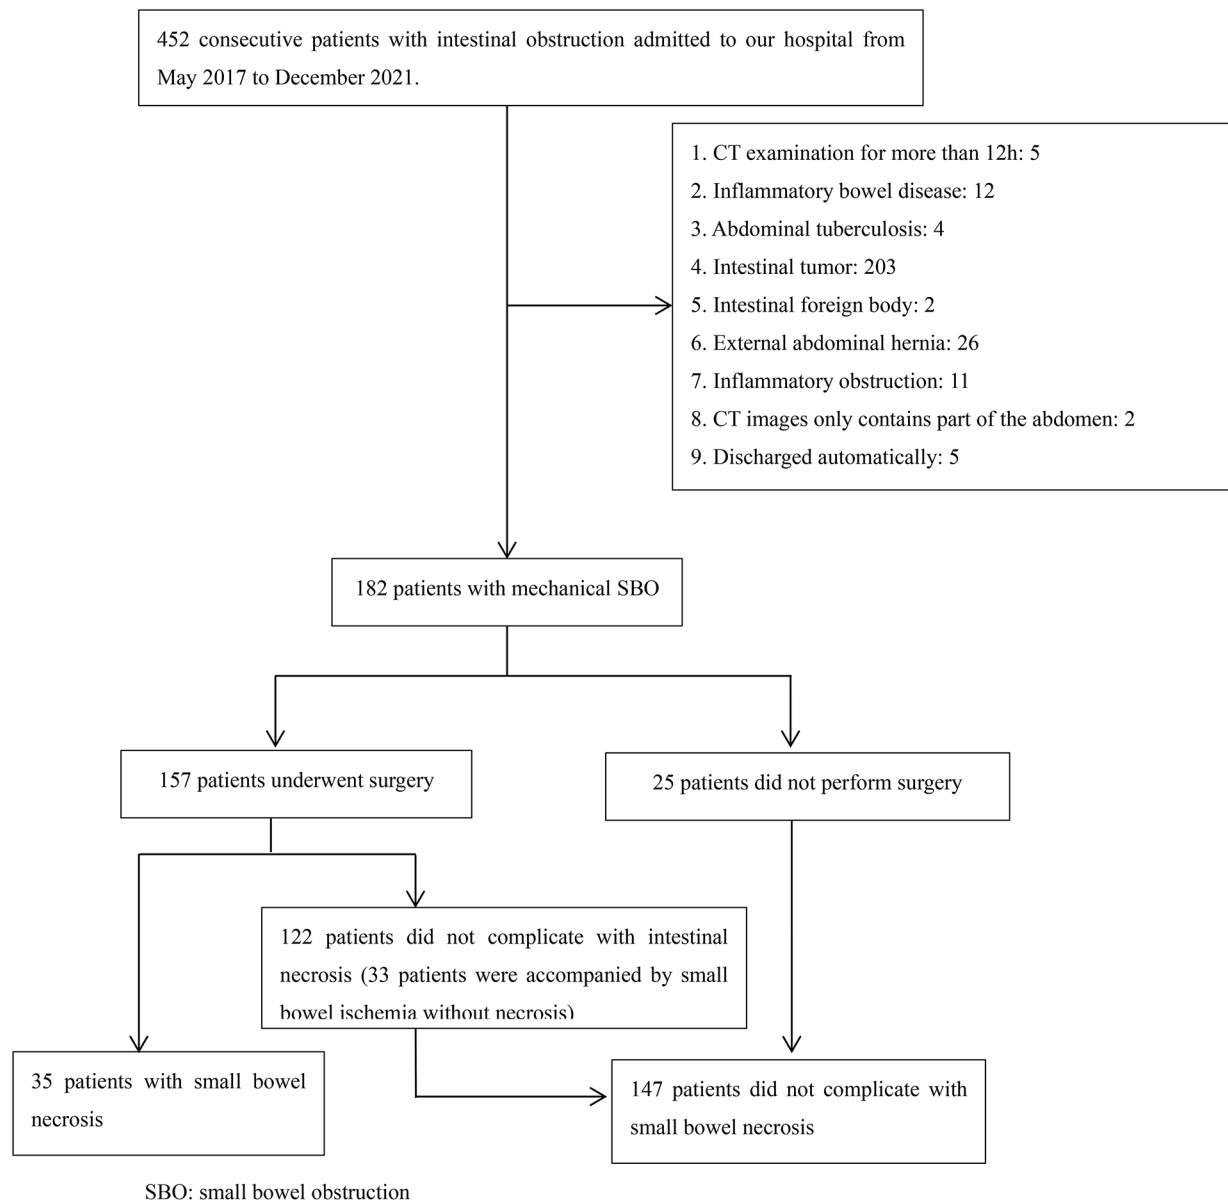 452 consecutive patients with intestinal obstruction admitted to our hospital from
May 2017 to December 2021.
1. CT examination for more than 12h: 5
2. Inflammatory bowel disease: 12
3. Abdominal tuberculosis: 4
4. Intestinal tumor: 203
5. Intestinal foreign body: 2
6. External abdominal hernia: 26
7. Inflammatory obstruction: 11
8. CT images only contains part of the abdomen: 2
9. Discharged automatically: 5
182 patients with mechanical SBO
157 patients underwent surgery
25 patients did not perform surgery
122 patients did not complicate with intestinal
necrosis (33 patients were accompanied by small
bowel ischemia without necrosis)
35 patients with small bowel
necrosis
147 patients did not complicate with
small bowel necrosis
SBO: small bowel obstruction